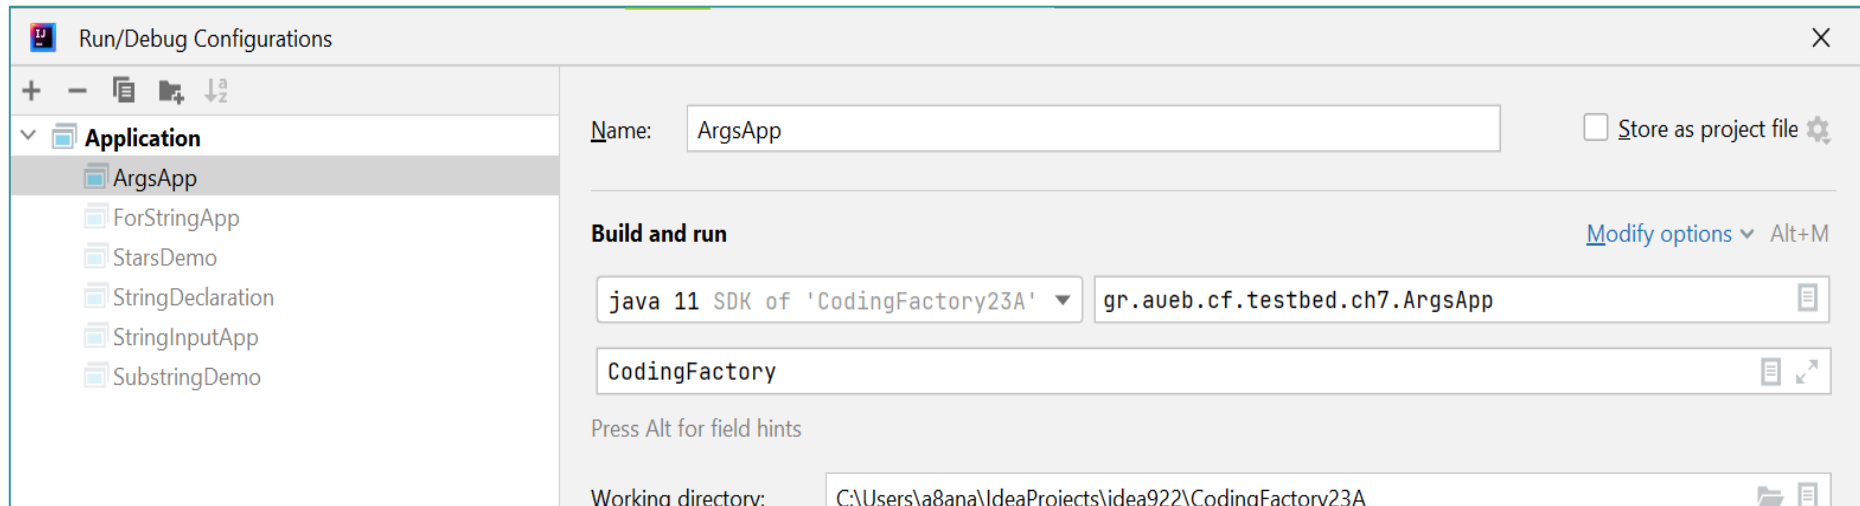 Run/Debug Configurations
Application
ArgsApp
ForStringApp
StarsDemo
StringDeclaration
StringInputApp
SubstringDemo
Name: ArgsApp
Store as project file
Build and run
Modify options Alt+M
java 11 SDK of 'CodingFactory23A' gr.aueb.cf.testbed.ch7.ArgsApp
CodingFactory
Press Alt for field hints
Working directory: C:\Users\a8ana\IdeaProjects\idea922\CodingFactory23A